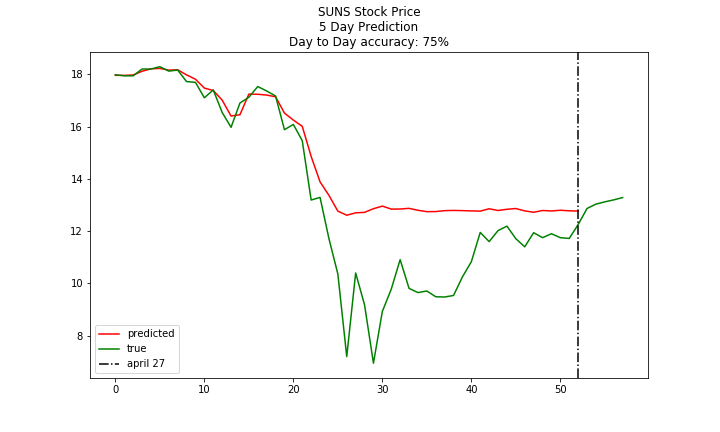 SUNS Stock Price
5 Day Prediction
Day to Day accuracy: 75%
18
16
14
12
10
8
predicted
true
april 27
0 10 20 30 40 50